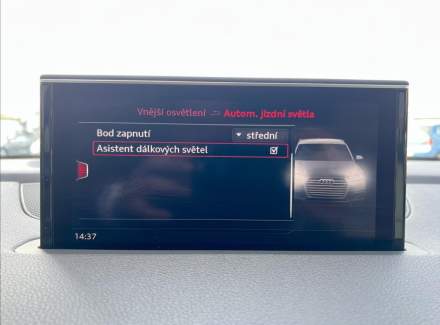 Vnější osvětlení → Autom. jízdní světla
Bod zapnutí ▼ střední
Asistent dálkových světel ☑
14:37